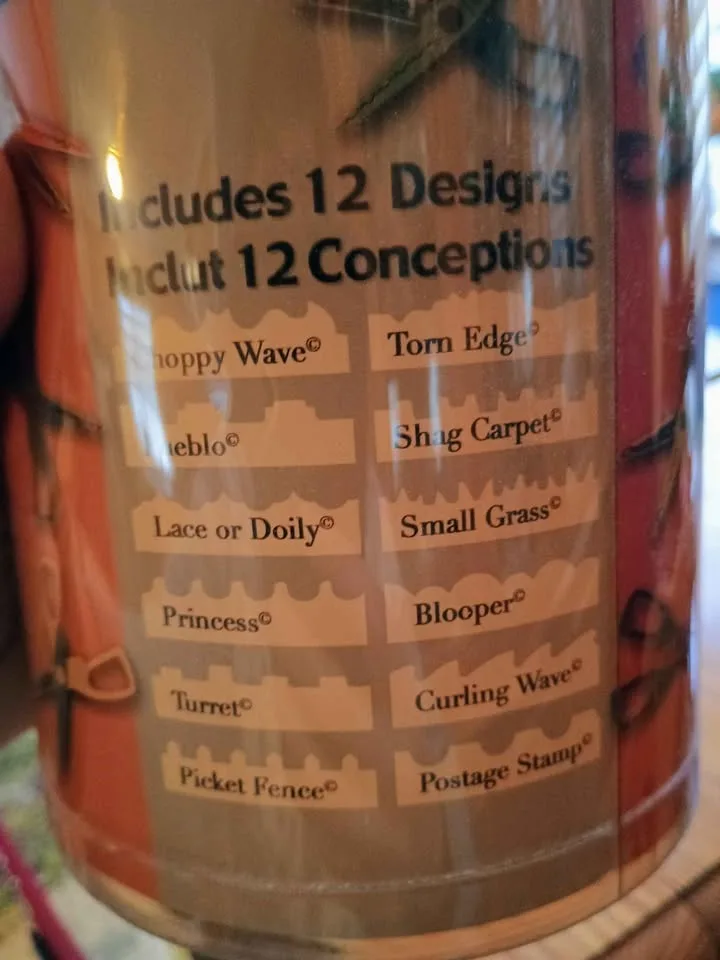 Includes 12 Designs
Inclut 12 Conceptions
Choppy Wave©
Torn Edge©
Pueblo©
Shag Carpet©
Lace or Doily©
Small Grass©
Princess©
Blooper©
Turret©
Curling Wave©
Picket Fence©
Postage Stamp©